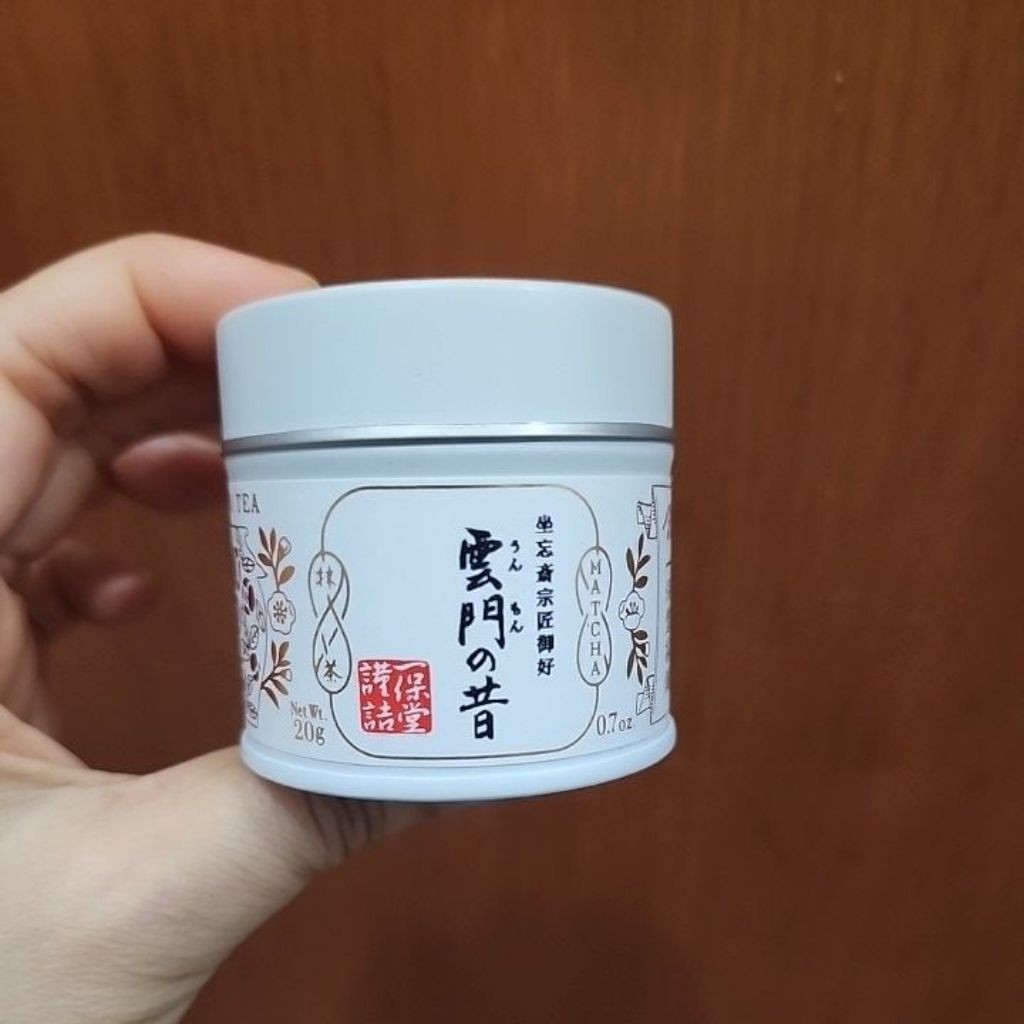 TEA
抹茶
坐忘斎宗匠御好
雲門の昔
うんもん
一保堂
謹詰
MATCHA
Net Wt.
20g
0.7oz.